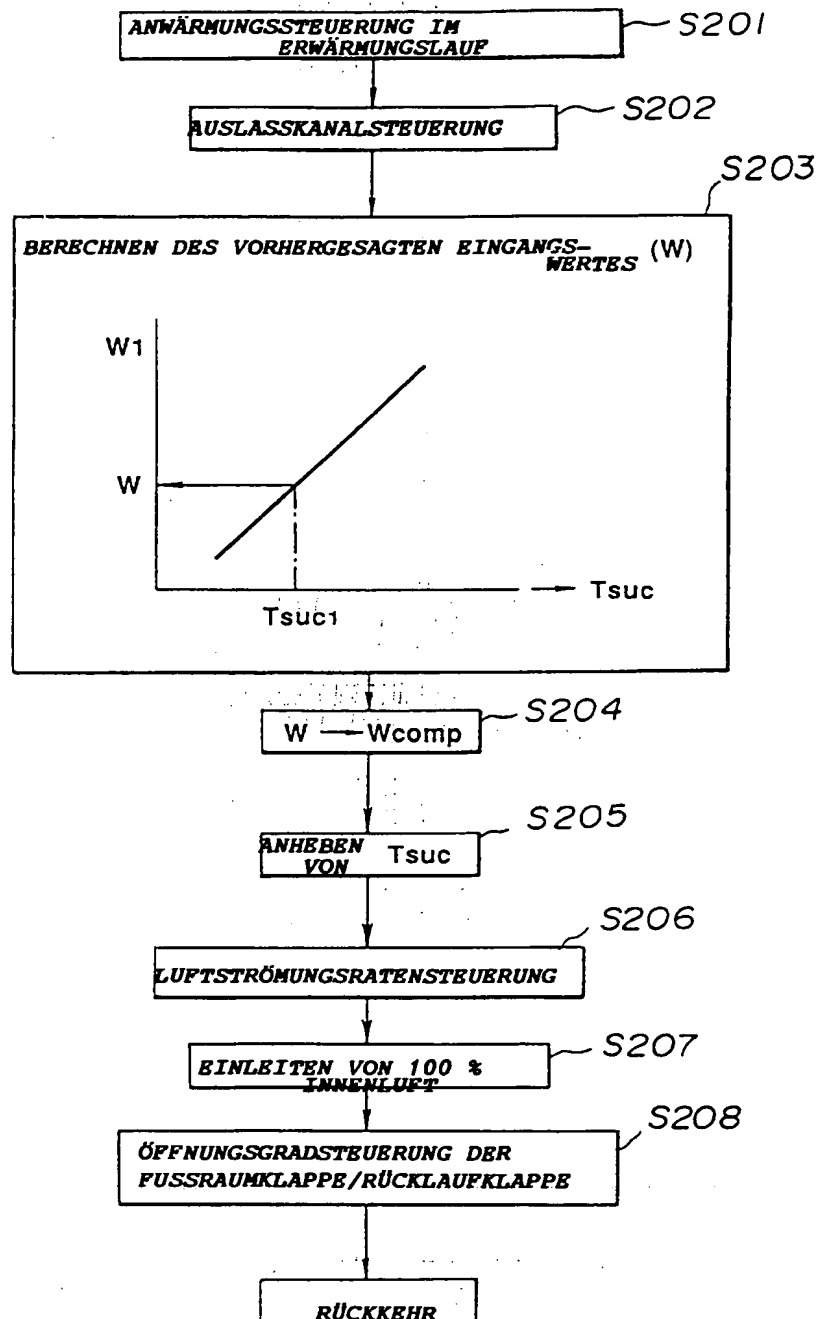 ANWÄRMUNGSSTEUERUNG IM
ERWÄRMUNGSLAUF
S201
AUSLASSKANALSTEUERUNG
S202
S203
BERECHNEN DES VORHERGESAGTEN EINGANGS–
WERTES (W)
W1
W
Tsuc
Tsuc1
S204
W → Wcomp
S205
ANHEBEN
VON Tsuc
S206
LUFTSTRÖMUNGSRATENSTEUERUNG
S207
EINLEITEN VON 100 %
INNENLUFT
S208
ÖFFNUNGSGRADSTEUERUNG DER
FUSSRAUMKLAPPE/RÜCKLAUFKLAPPE
RÜCKKEHR